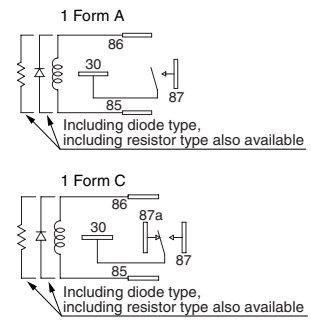 1 Form A
86
30
87
85
Including diode type,
including resistor type also available
1 Form C
86
87a
30
87
85
Including diode type,
including resistor type also available